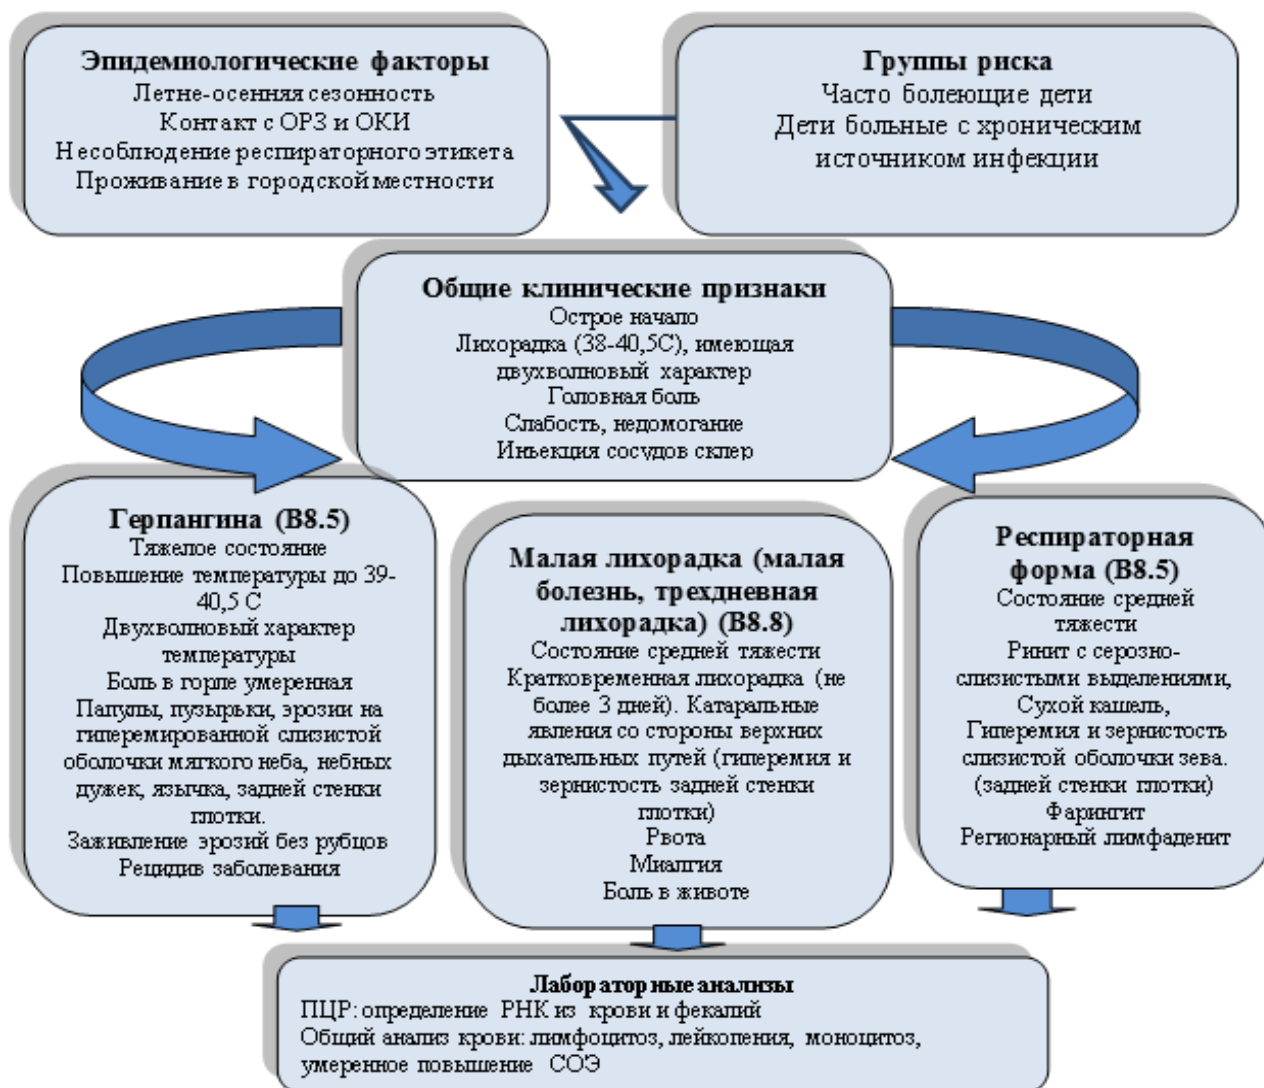 Эпидемиологические факторы
Летне-осенняя сезонность
Контакт с ОРЗ и ОКИ
Несоблюдение респираторного этикета
Проживание в городской местности
Группы риска
Часто болеющие дети
Дети больные с хроническим
источником инфекции
Общие клинические признаки
Острое начало
Лихорадка (38-40,5С), имеющая
двухволновый характер
Головная боль
Слабость, недомогание
Инъекция сосудов склер
Герпангина (В8.5)
Тяжелое состояние
Повышение температуры до 39-
40,5 С
Двухволновый характер
температуры
Боль в горле умеренная
Папулы, пузырьки, эрозии на
гиперемированной слизистой
оболочки мягкого неба, небных
дужек, язычка, задней стенки
глотки.
Заживление эрозий без рубцов
Рецидив заболевания
Малая лихорадка (малая
болезнь, трехдневная
лихорадка) (В8.8)
Состояние средней тяжести
Кратковременная лихорадка (не
более 3 дней). Катаральные
явления со стороны верхних
дыхательных путей (гиперемия и
зернистость задней стенки
глотки)
Рвота
Миалгия
Боль в животе
Респираторная
форма (В8.5)
Состояние средней
тяжести
Ринит с серозно-
слизистыми выделениями,
Сухой кашель,
Гиперемия и зернистость
слизистой оболочки зева.
(задней стенки глотки)
Фарингит
Регионарный лимфаденит
Лабораторные анализы
ПЦР: определение РНК из крови и фекалий
Общий анализ крови: лимфоцитоз, лейкопения, моноцитоз,
умеренное повышение СОЭ